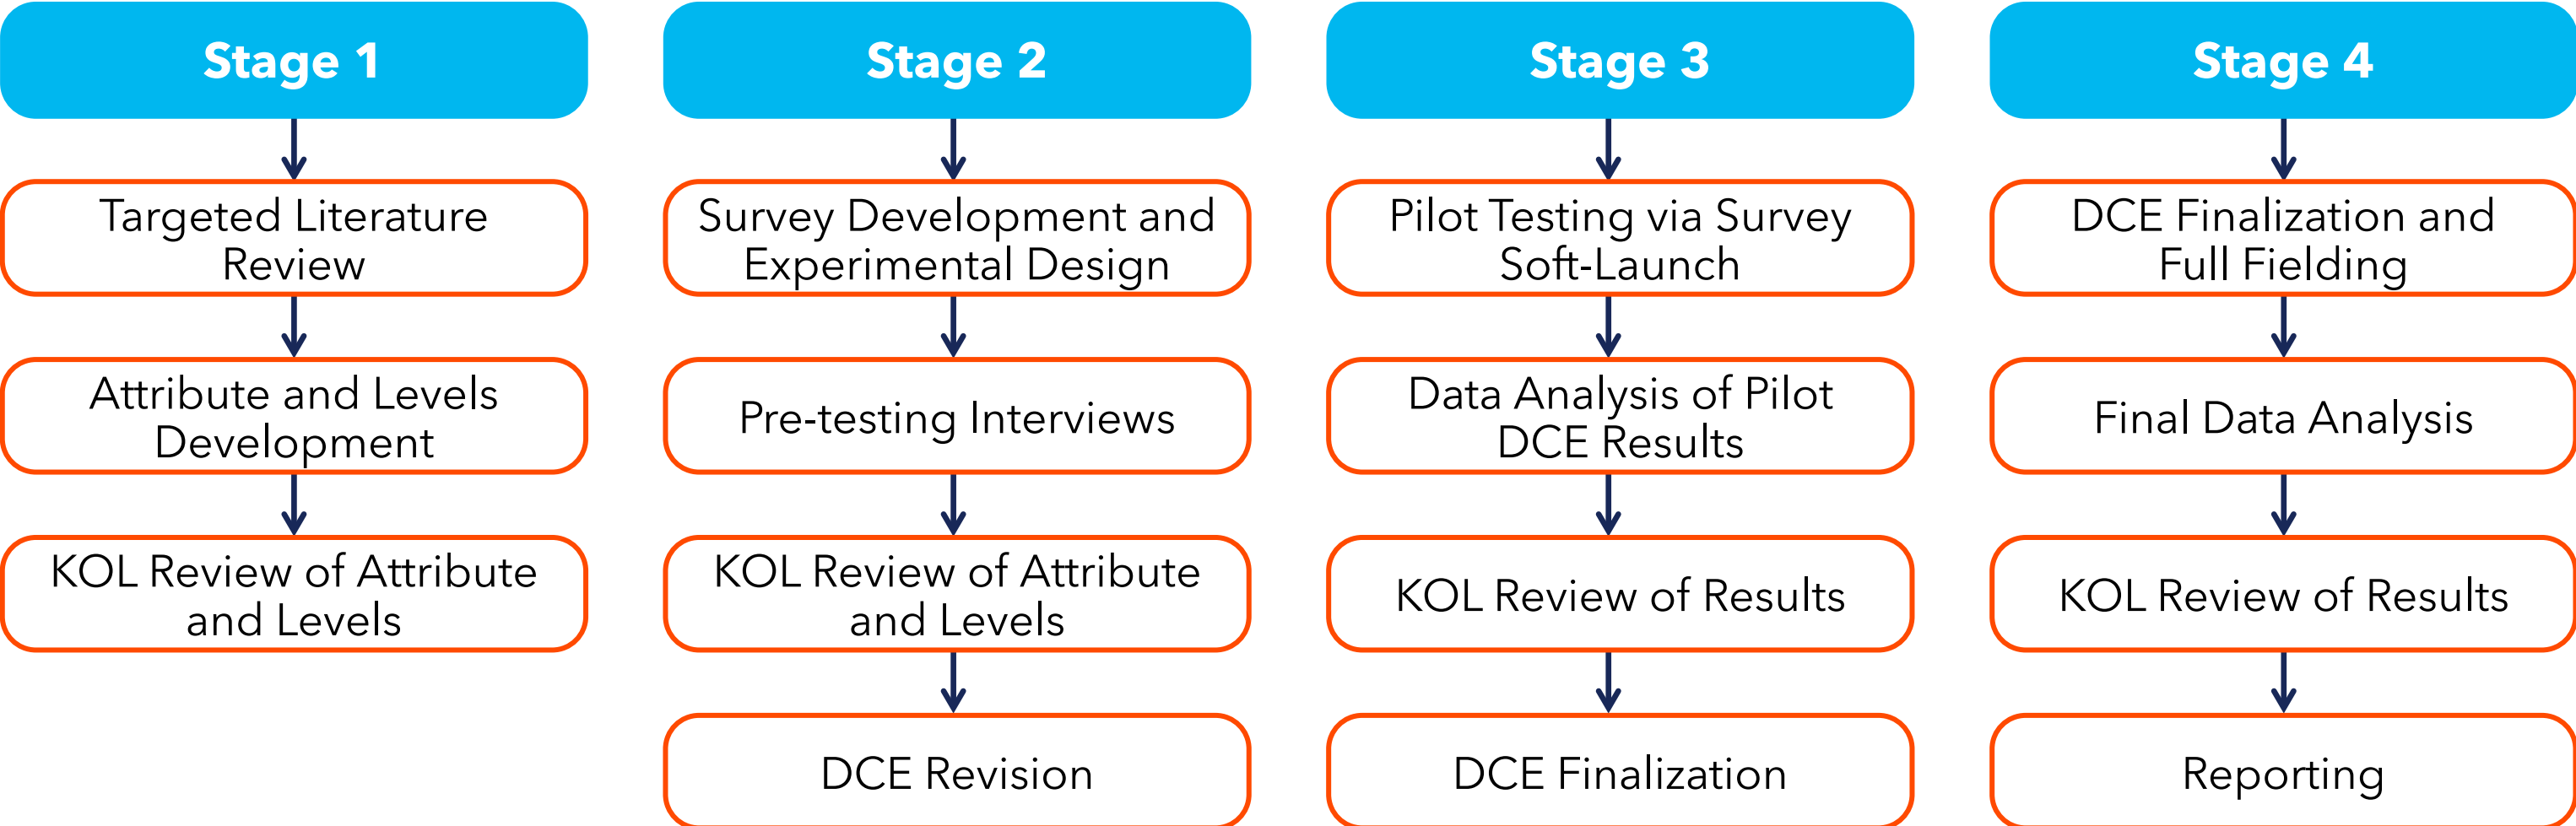 Stage 1
Targeted Literature
Review
Attribute and Levels
Development
KOL Review of Attribute
and Levels
Stage 2
Survey Development and
Experimental Design
Pre-testing Interviews
KOL Review of Attribute
and Levels
DCE Revision
Stage 3
Pilot Testing via Survey
Soft-Launch
Data Analysis of Pilot
DCE Results
KOL Review of Results
DCE Finalization
Stage 4
DCE Finalization and
Full Fielding
Final Data Analysis
KOL Review of Results
Reporting